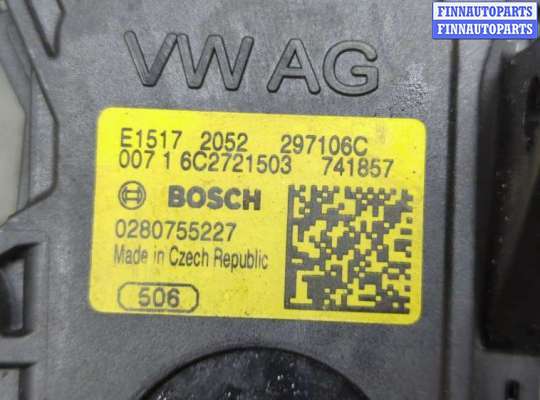 FINNAUTOPARTS
FINNAUTOPARTS
VW AG
E1517 2052 297106C
007 1 6C2721503 741857
BOSCH
0280755227
Made in Czech Republic
506